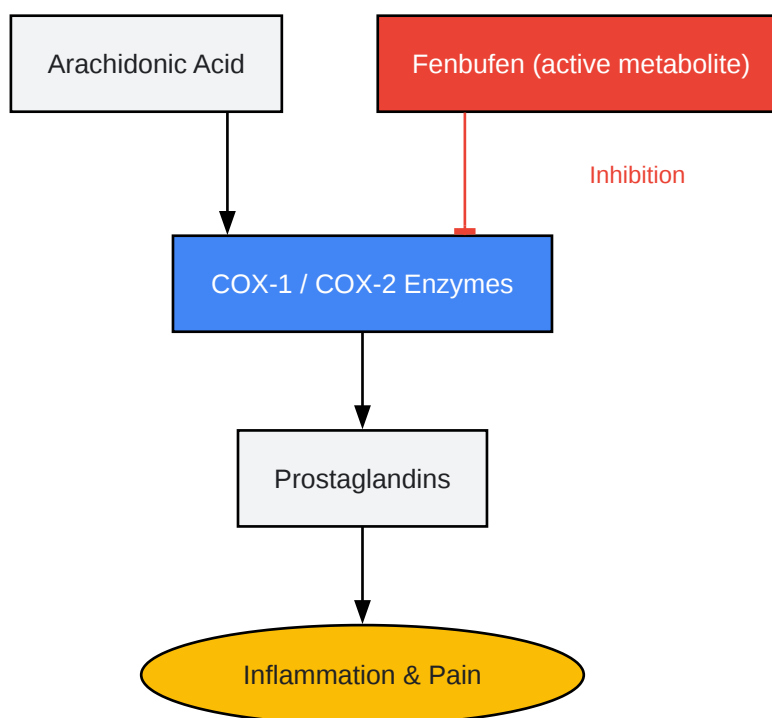 Arachidonic Acid
Fenbufen (active metabolite)
Inhibition
COX-1 / COX-2 Enzymes
Prostaglandins
Inflammation & Pain